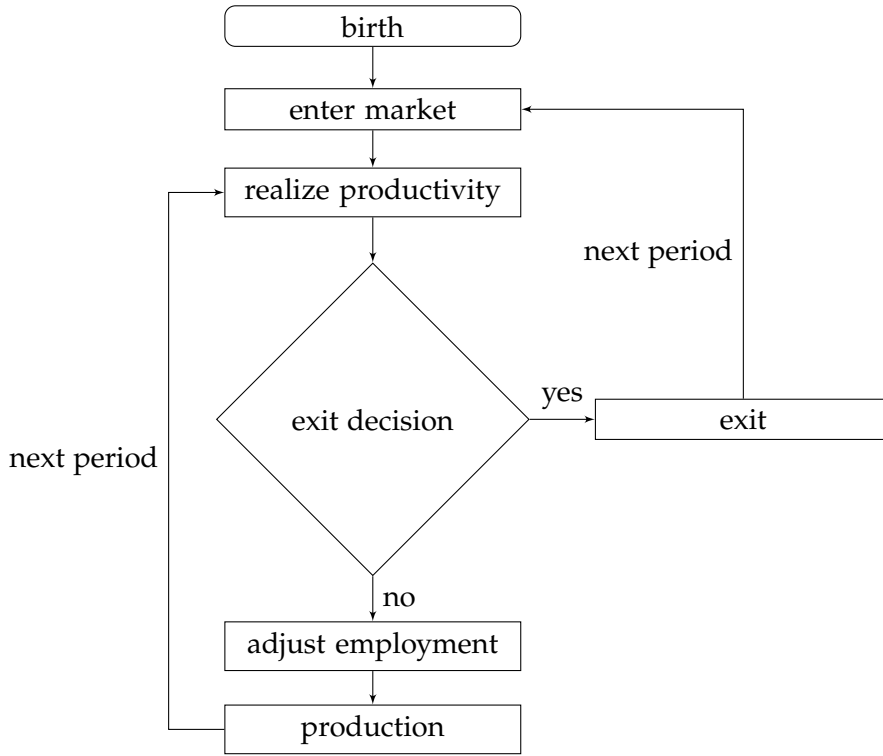 birth
enter market
realize productivity
next period
exit decision
yes
exit
next period
no
adjust employment
production